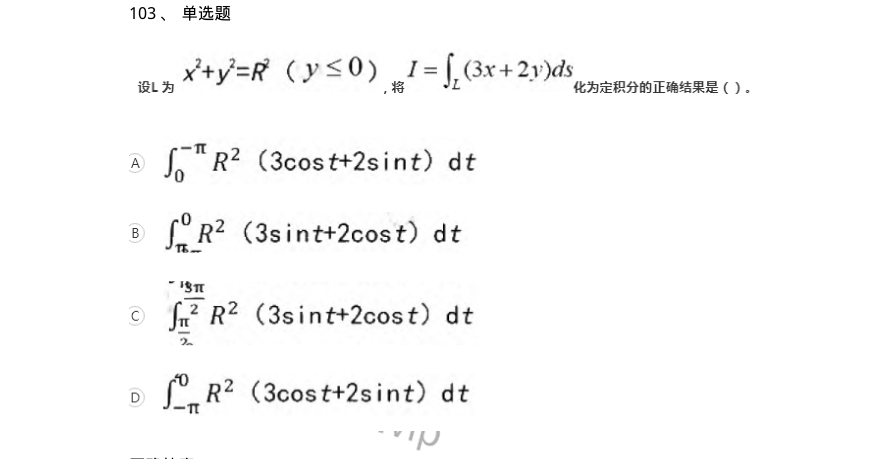 103 、 单选题
设L 为 x²+y²=R² ( y ≤ 0 ) , 将 I = ∫_L (3x+2y)ds 化为定积分的正确结果是 ( ) 。
A ∫₀^{-π} R² (3cost+2sint) dt
B R² (3sint+2cost) dt
C R² (3sint+2cost) dt
D ∫_{-π}^0 R² (3cost+2sint) dt